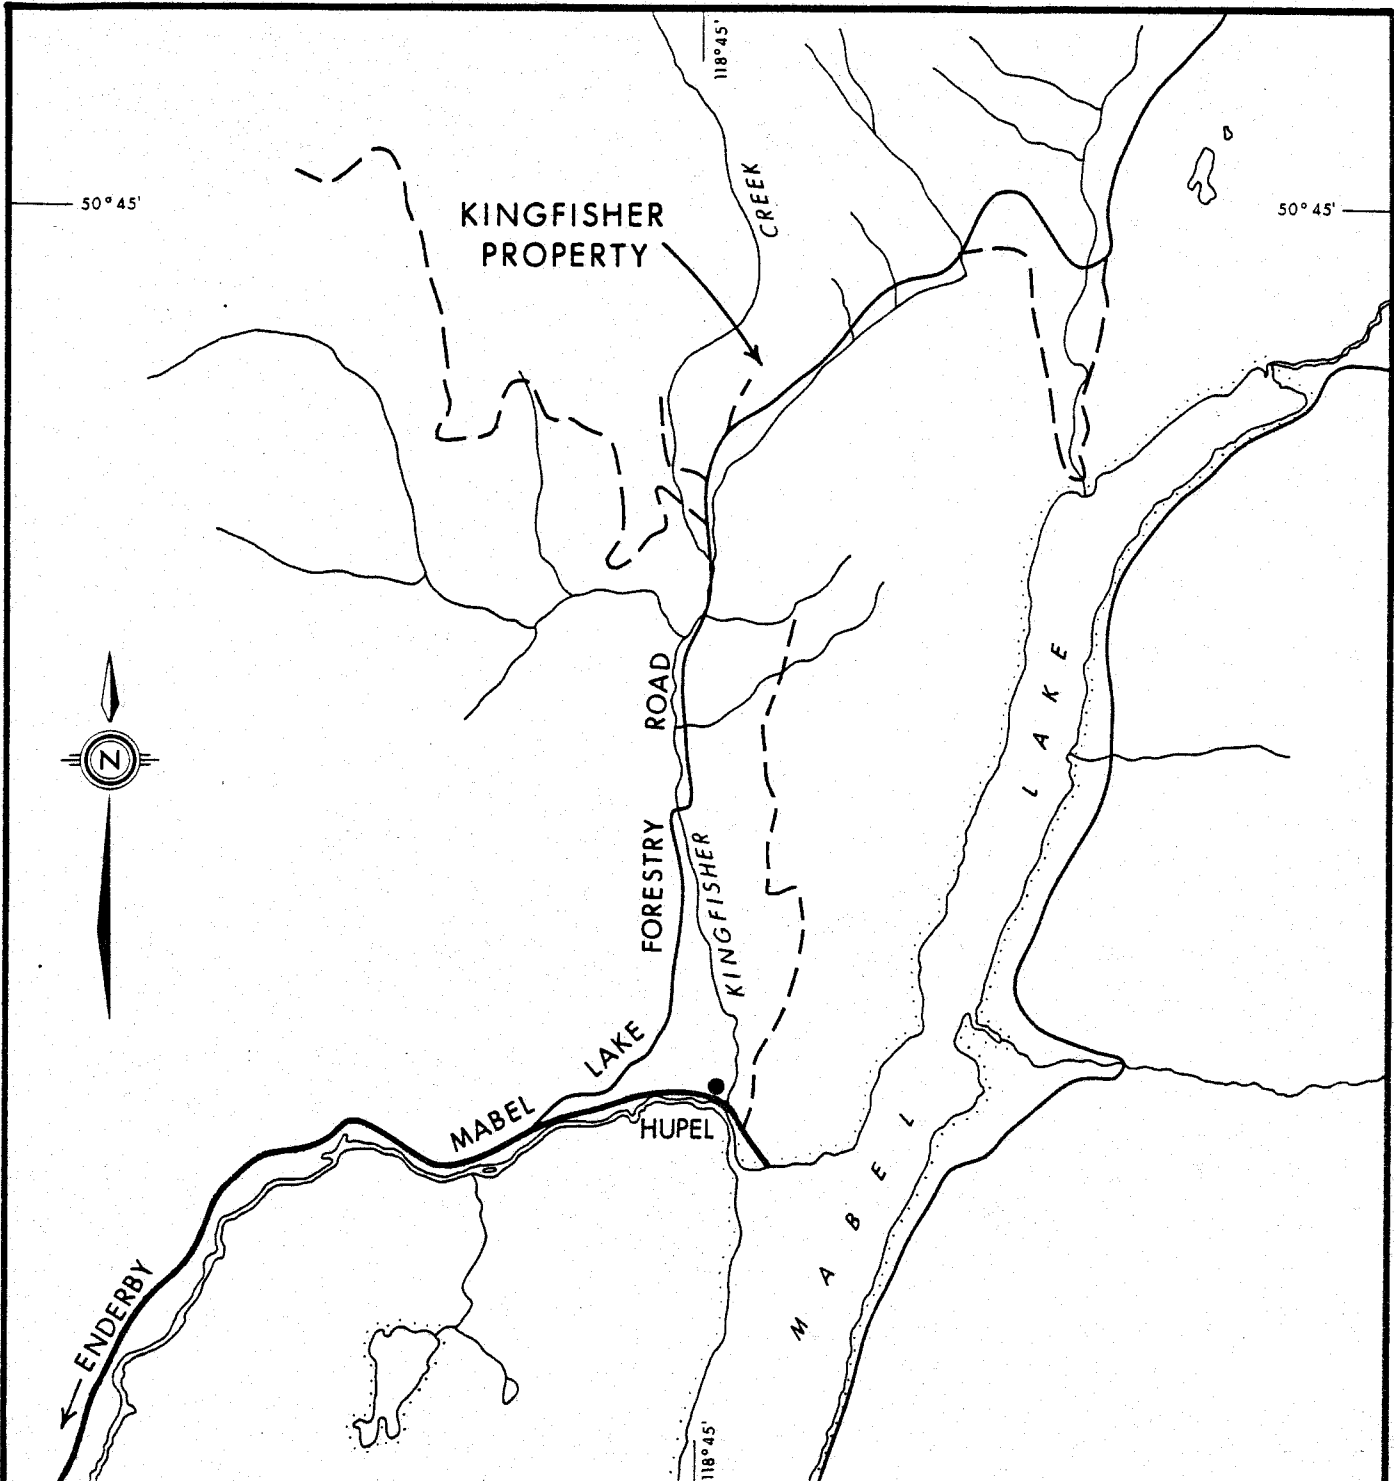 118°45'
50°45'
50°45'
KINGFISHER
PROPERTY
CREEK
LAKE
ROAD
FORESTRY
KINGFISHER
LAKE
MABEL
HUPEL
MABEL
N
ENDERBY
118°45'